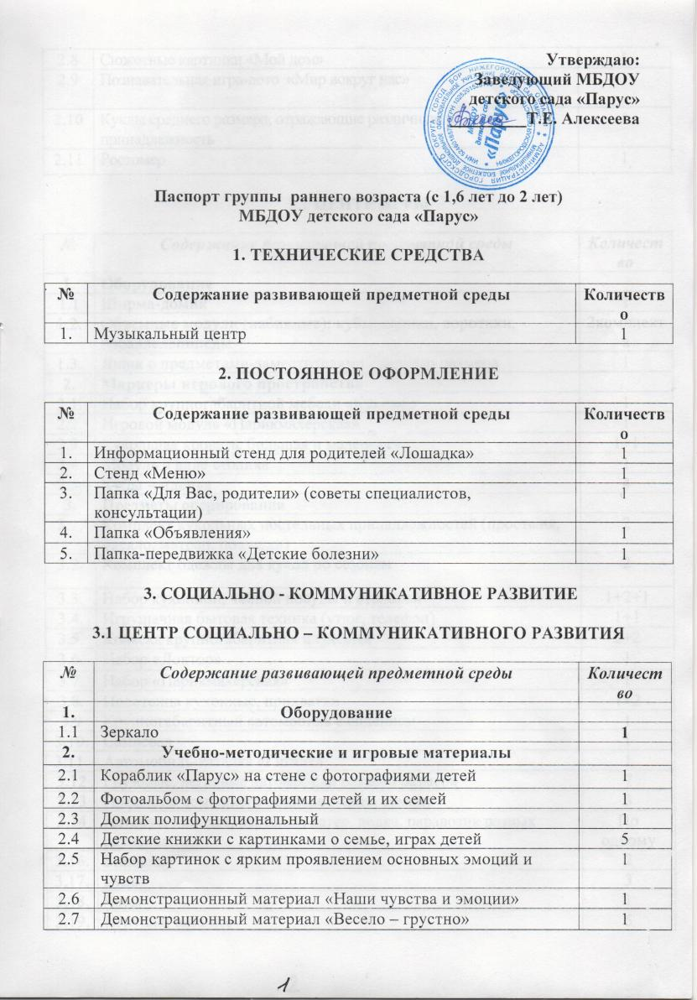 Утверждаю:
Заведующий МБДОУ
детского сада «Парус»
Т.Е. Алексеева
Паспорт группы раннего возраста (с 1,6 лет до 2 лет)
МБДОУ детского сада «Парус»
1. ТЕХНИЧЕСКИЕ СРЕДСТВА
№ Содержание развивающей предметной среды Количеств
о
1. Музыкальный центр 1
2. ПОСТОЯННОЕ ОФОРМЛЕНИЕ
№ Содержание развивающей предметной среды Количеств
о
1. Информационный стенд для родителей «Лошадка» 1
2. Стенд «Меню» 1
3. Папка «Для Вас, родители» (советы специалистов, 1
консультации)
4. Папка «Объявления» 1
5. Папка-передвижка «Детские болезни» 1
3. СОЦИАЛЬНО - КОММУНИКАТИВНОЕ РАЗВИТИЕ
3.1 ЦЕНТР СОЦИАЛЬНО – КОММУНИКАТИВНОГО РАЗВИТИЯ
№ Содержание развивающей предметной среды Количест
во
1. Оборудование
1.1 Зеркало 1
2. Учебно-методические и игровые материалы
2.1 Кораблик «Парус» на стене с фотографиями детей 1
2.2 Фотоальбом с фотографиями детей и их семей 1
2.3 Домик полифункциональный 1
2.4 Детские книжки с картинками о семье, играх детей 5
2.5 Набор картинок с ярким проявлением основных эмоций и 1
чувств
2.6 Демонстрационный материал «Наши чувства и эмоции» 1
2.7 Демонстрационный материал «Весело – грустно» 1
1